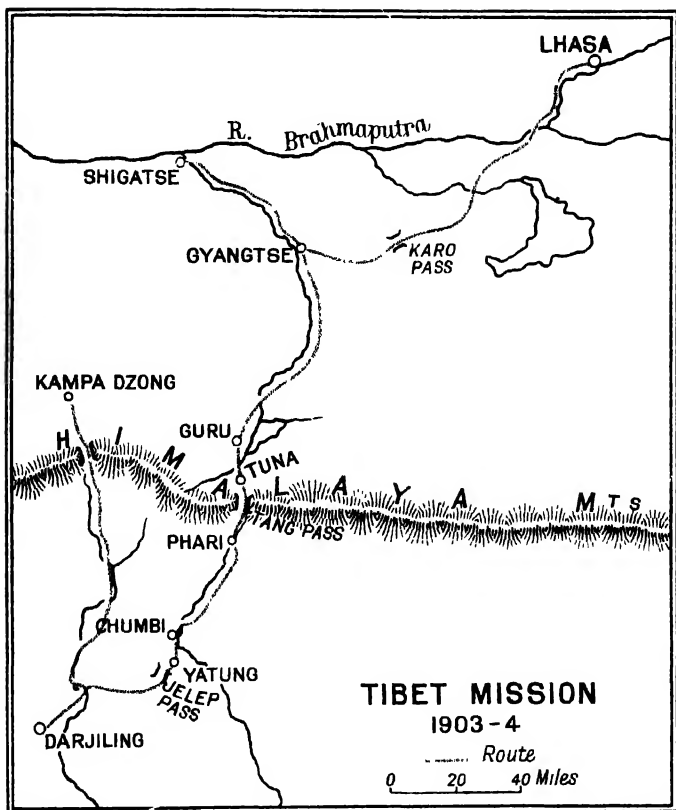 LHASA
R. Brahmaputra
SHIGATSE
GYANGTSE
KARO
PASS
KAMPA DZONG
GURU
TUNA
HIMALAYA MTS
TANG PASS
PHARI
CHUMBI
YATUNG
JELEP
PASS
DARJILING
TIBET MISSION
1903-4
Route
0 20 40 Miles